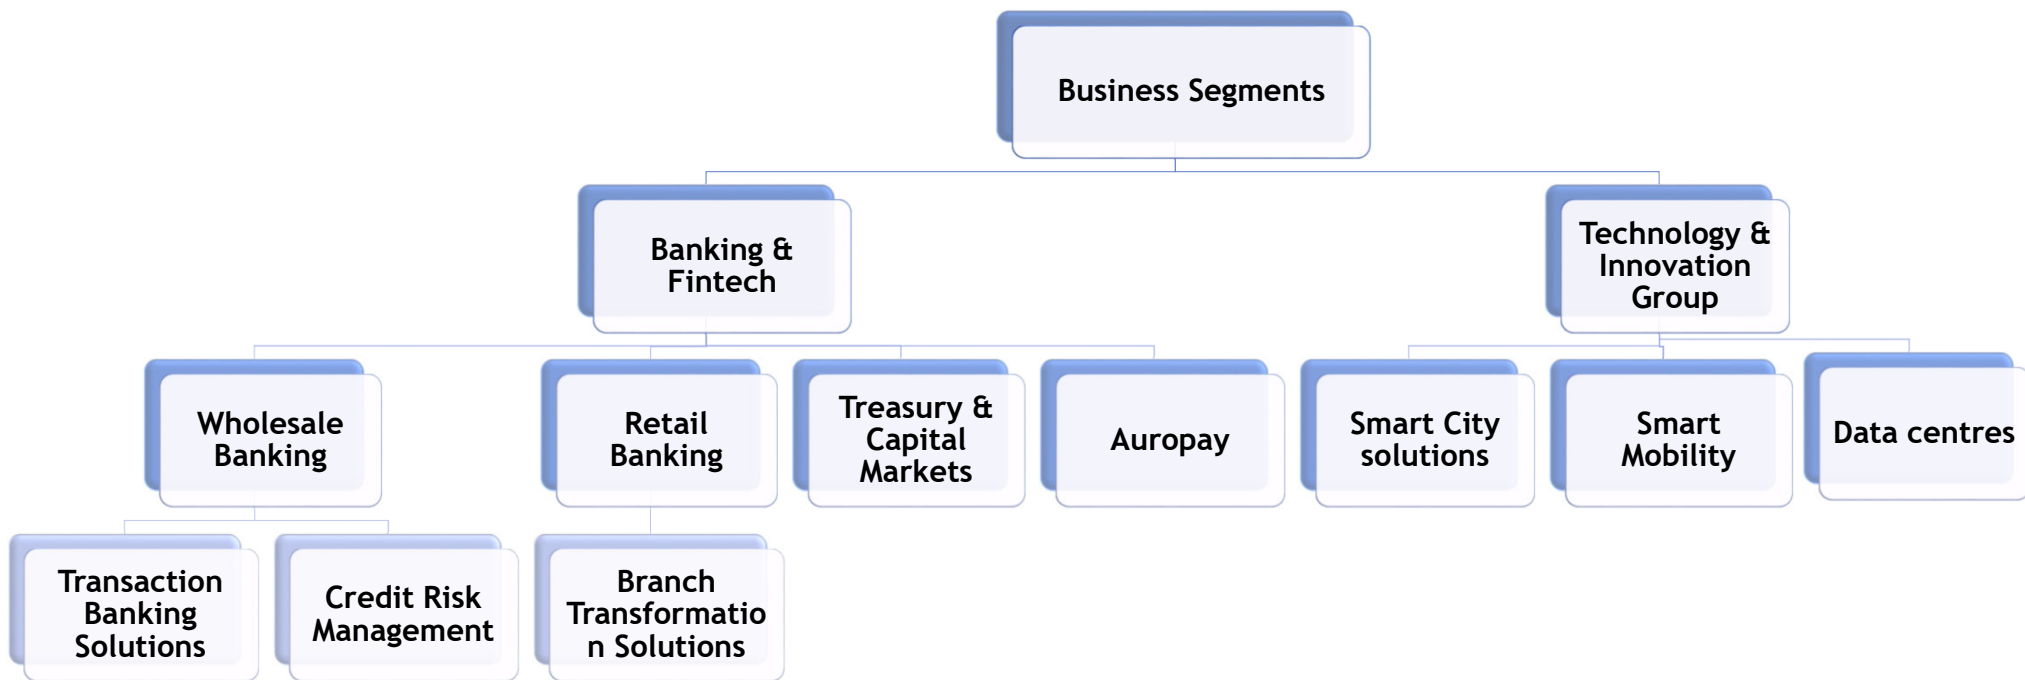 Business Segments
Banking &
Fintech
Technology &
Innovation
Group
Wholesale
Banking
Retail
Banking
Treasury &
Capital
Markets
Auropay
Smart City
solutions
Smart
Mobility
Data centres
Transaction
Banking
Solutions
Credit Risk
Management
Branch
Transformatio
n Solutions